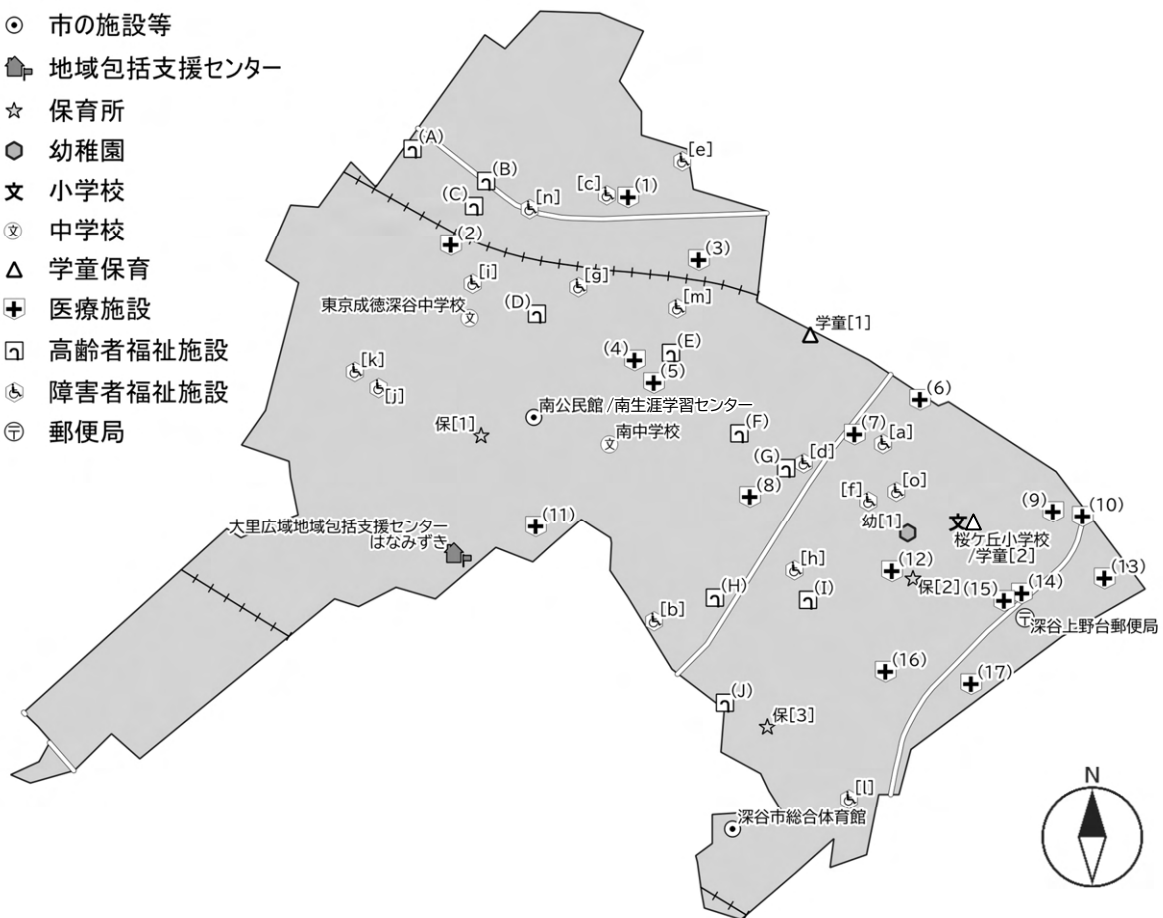 市の施設等
地域包括支援センター
保育所
幼稚園
小学校
中学校
学童保育
医療施設
高齢者福祉施設
障害者福祉施設
郵便局
(A)
[e]
(B)
[c]
(1)
(C)
[n]
(2)
(3)
[i]
[g]
(D)
[m]
東京成徳深谷中学校
学童[1]
(4)
(E)
[k]
(5)
[j]
(6)
南公民館/南生涯学習センター
保[1]
南中学校
(F)
(7)
[a]
(G)
[d]
(8)
[f]
[o]
(9)
(10)
幼[1]
文
桜ケ丘小学校
/学童[2]
大里広域地域包括支援センター
はなみずき
(11)
[h]
(12)
保[2]
(13)
(14)
(15)
(H)
(I)
[b]
深谷上野台郵便局
(16)
(17)
(J)
保[3]
[l]
深谷市総合体育館
N